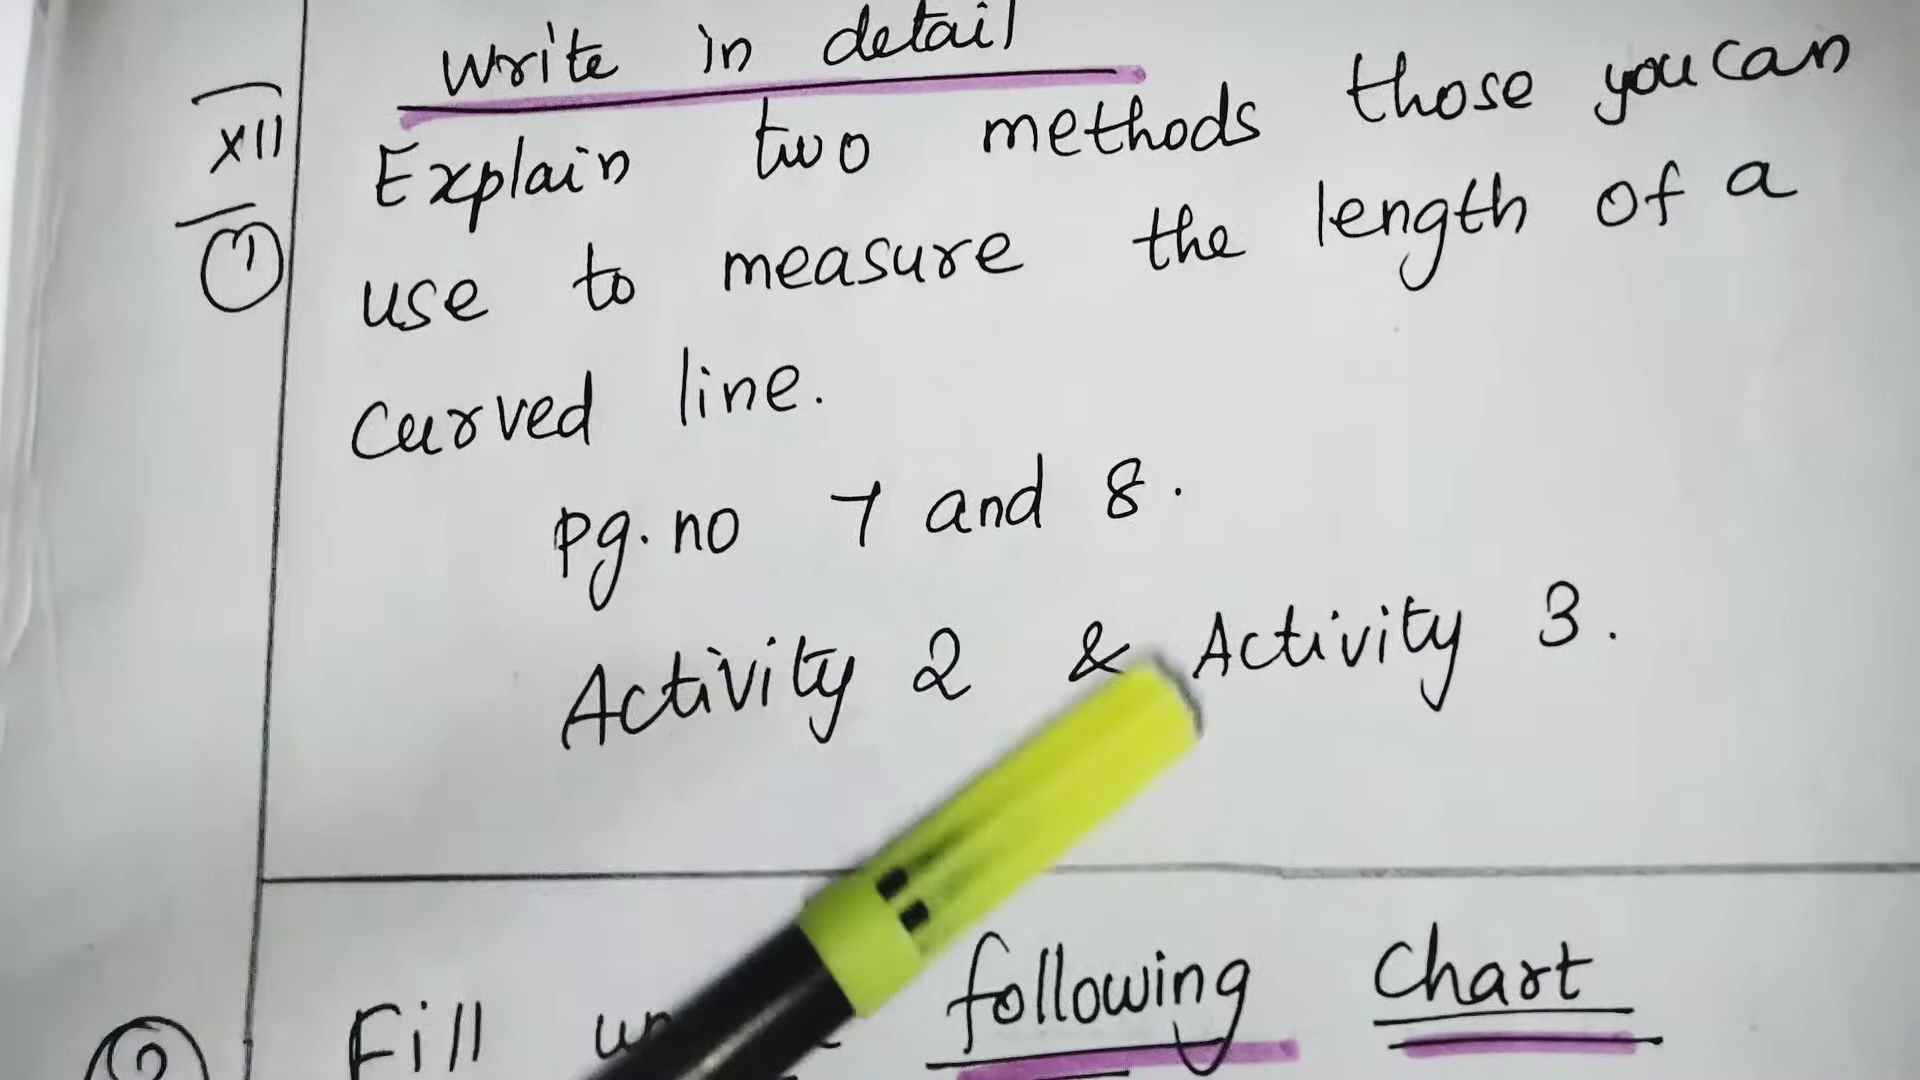 Write in detail
XII
① Explain two methods those you can
use to measure the length of a
curved line.
pg. no 7 and 8.
Activity 2 & Activity 3.
② Fill following Chart